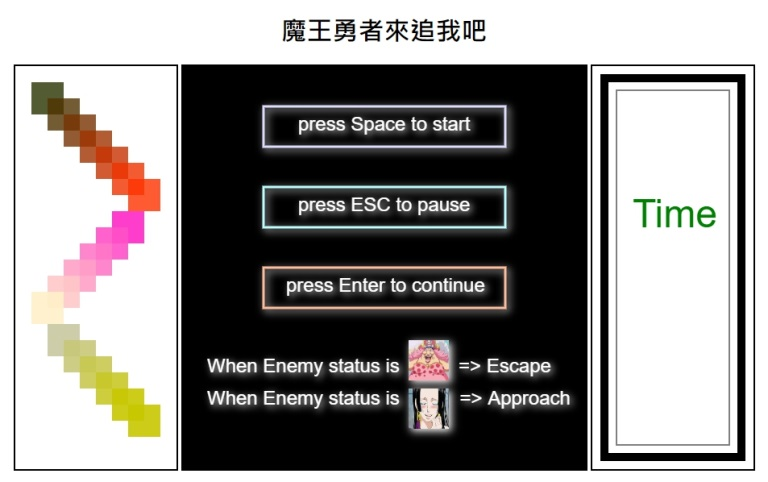 魔王勇者來追我吧
press Space to start
press ESC to pause
press Enter to continue
When Enemy status is => Escape
When Enemy status is => Approach
Time